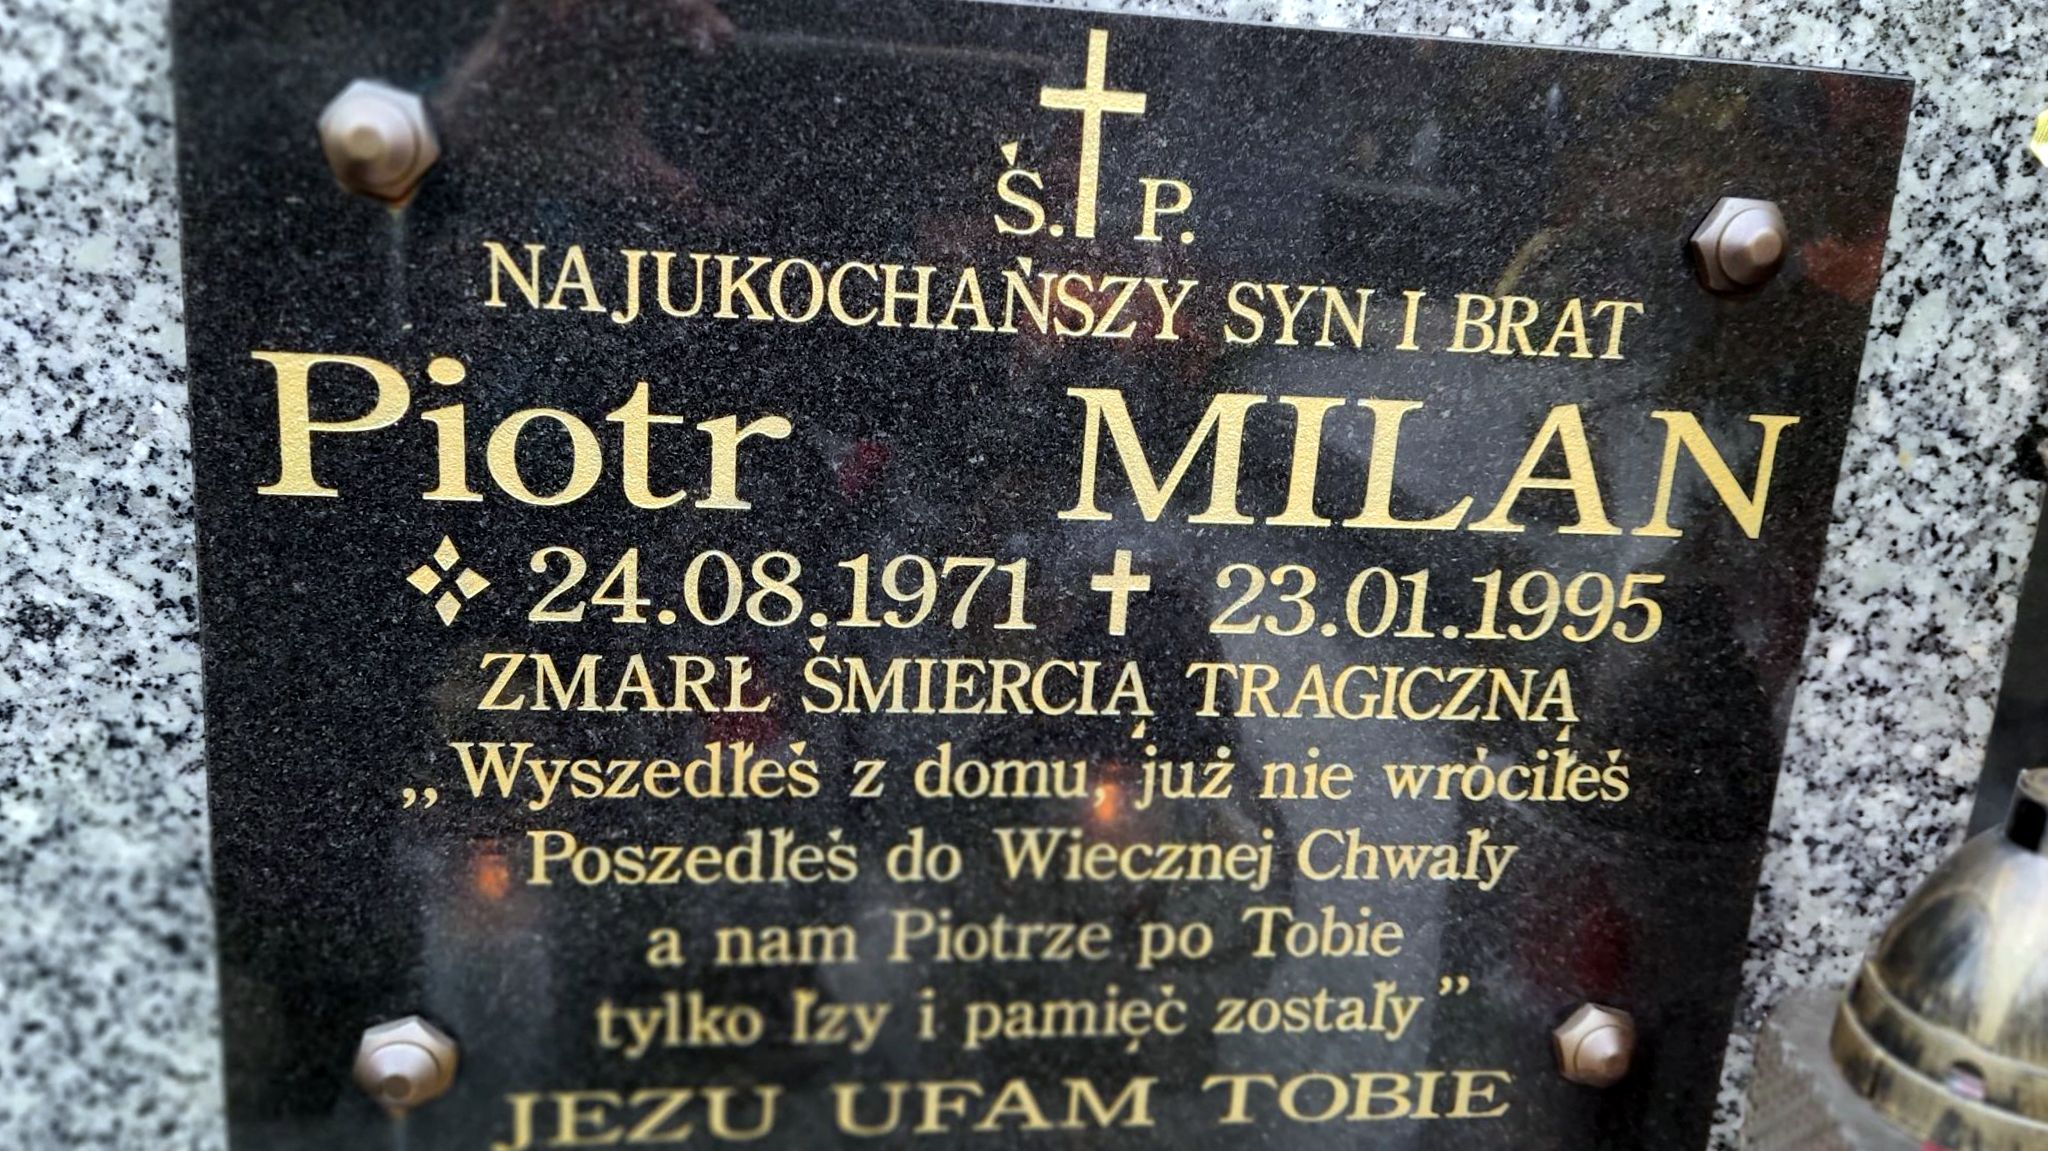 Ś. P.
NAJUKOCHAŃSZY SYN I BRAT
Piotr MILAN
24.08.1971 ✝ 23.01.1995
ZMARŁ ŚMIERCIĄ TRAGICZNĄ
„Wyszedłeś z domu, już nie wróciłeś
Poszedłeś do Wiecznej Chwały
a nam Piotrze po Tobie
tylko łzy i pamięć zostały”
JEZU UFAM TOBIE